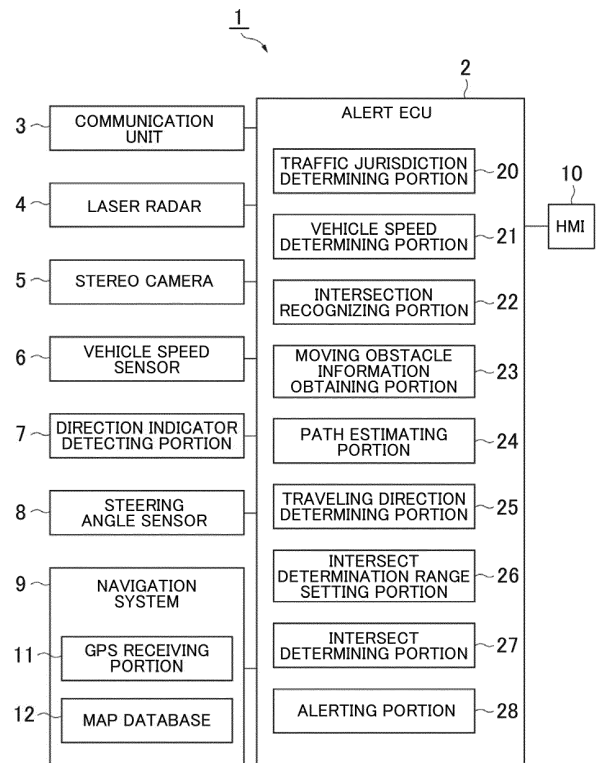 1
2
ALERT ECU
3
COMMUNICATION
UNIT
4
LASER RADAR
5
STEREO CAMERA
6
VEHICLE SPEED
SENSOR
7
DIRECTION INDICATOR
DETECTING PORTION
8
STEERING
ANGLE SENSOR
9
NAVIGATION
SYSTEM
11
GPS RECEIVING
PORTION
12
MAP DATABASE
TRAFFIC JURISDICTION
DETERMINING PORTION
20
VEHICLE SPEED
DETERMINING PORTION
21
INTERSECTION
RECOGNIZING PORTION
22
MOVING OBSTACLE
INFORMATION
OBTAINING PORTION
23
PATH ESTIMATING
PORTION
24
TRAVELING DIRECTION
DETERMINING PORTION
25
INTERSECT
DETERMINATION RANGE
SETTING PORTION
26
INTERSECT
DETERMINING PORTION
27
ALERTING PORTION
28
10
HMI